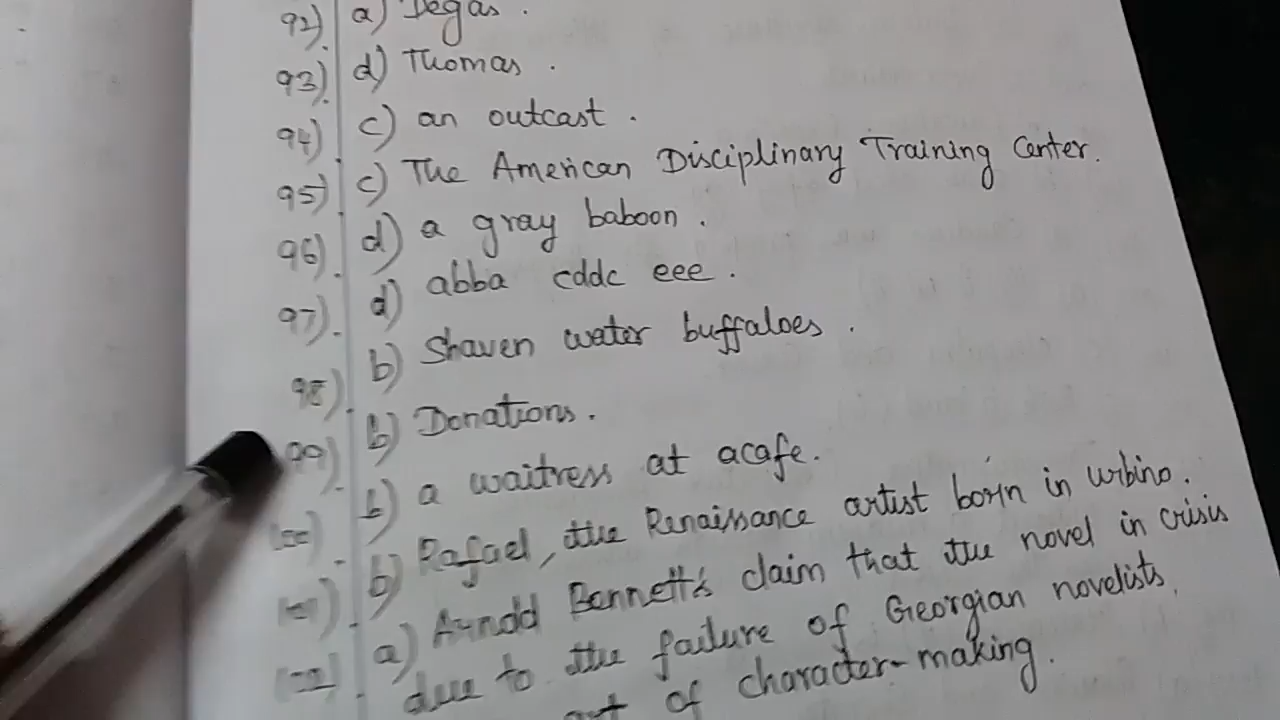 92) a) Degas.
93) d) Thomas.
94) c) an outcast.
95) c) The American Disciplinary Training Center.
96) d) a gray baboon.
97) d) abba cddc eee.
98) b) Shaven water buffaloes.
99) b) Donations.
b) a waitress at acafe.
b) Rafael, the Renaissance artist born in urbino.
a) Arnold Bennett's claim that the novel in crisis
due to the failure of Georgian novelists,
of character-making.